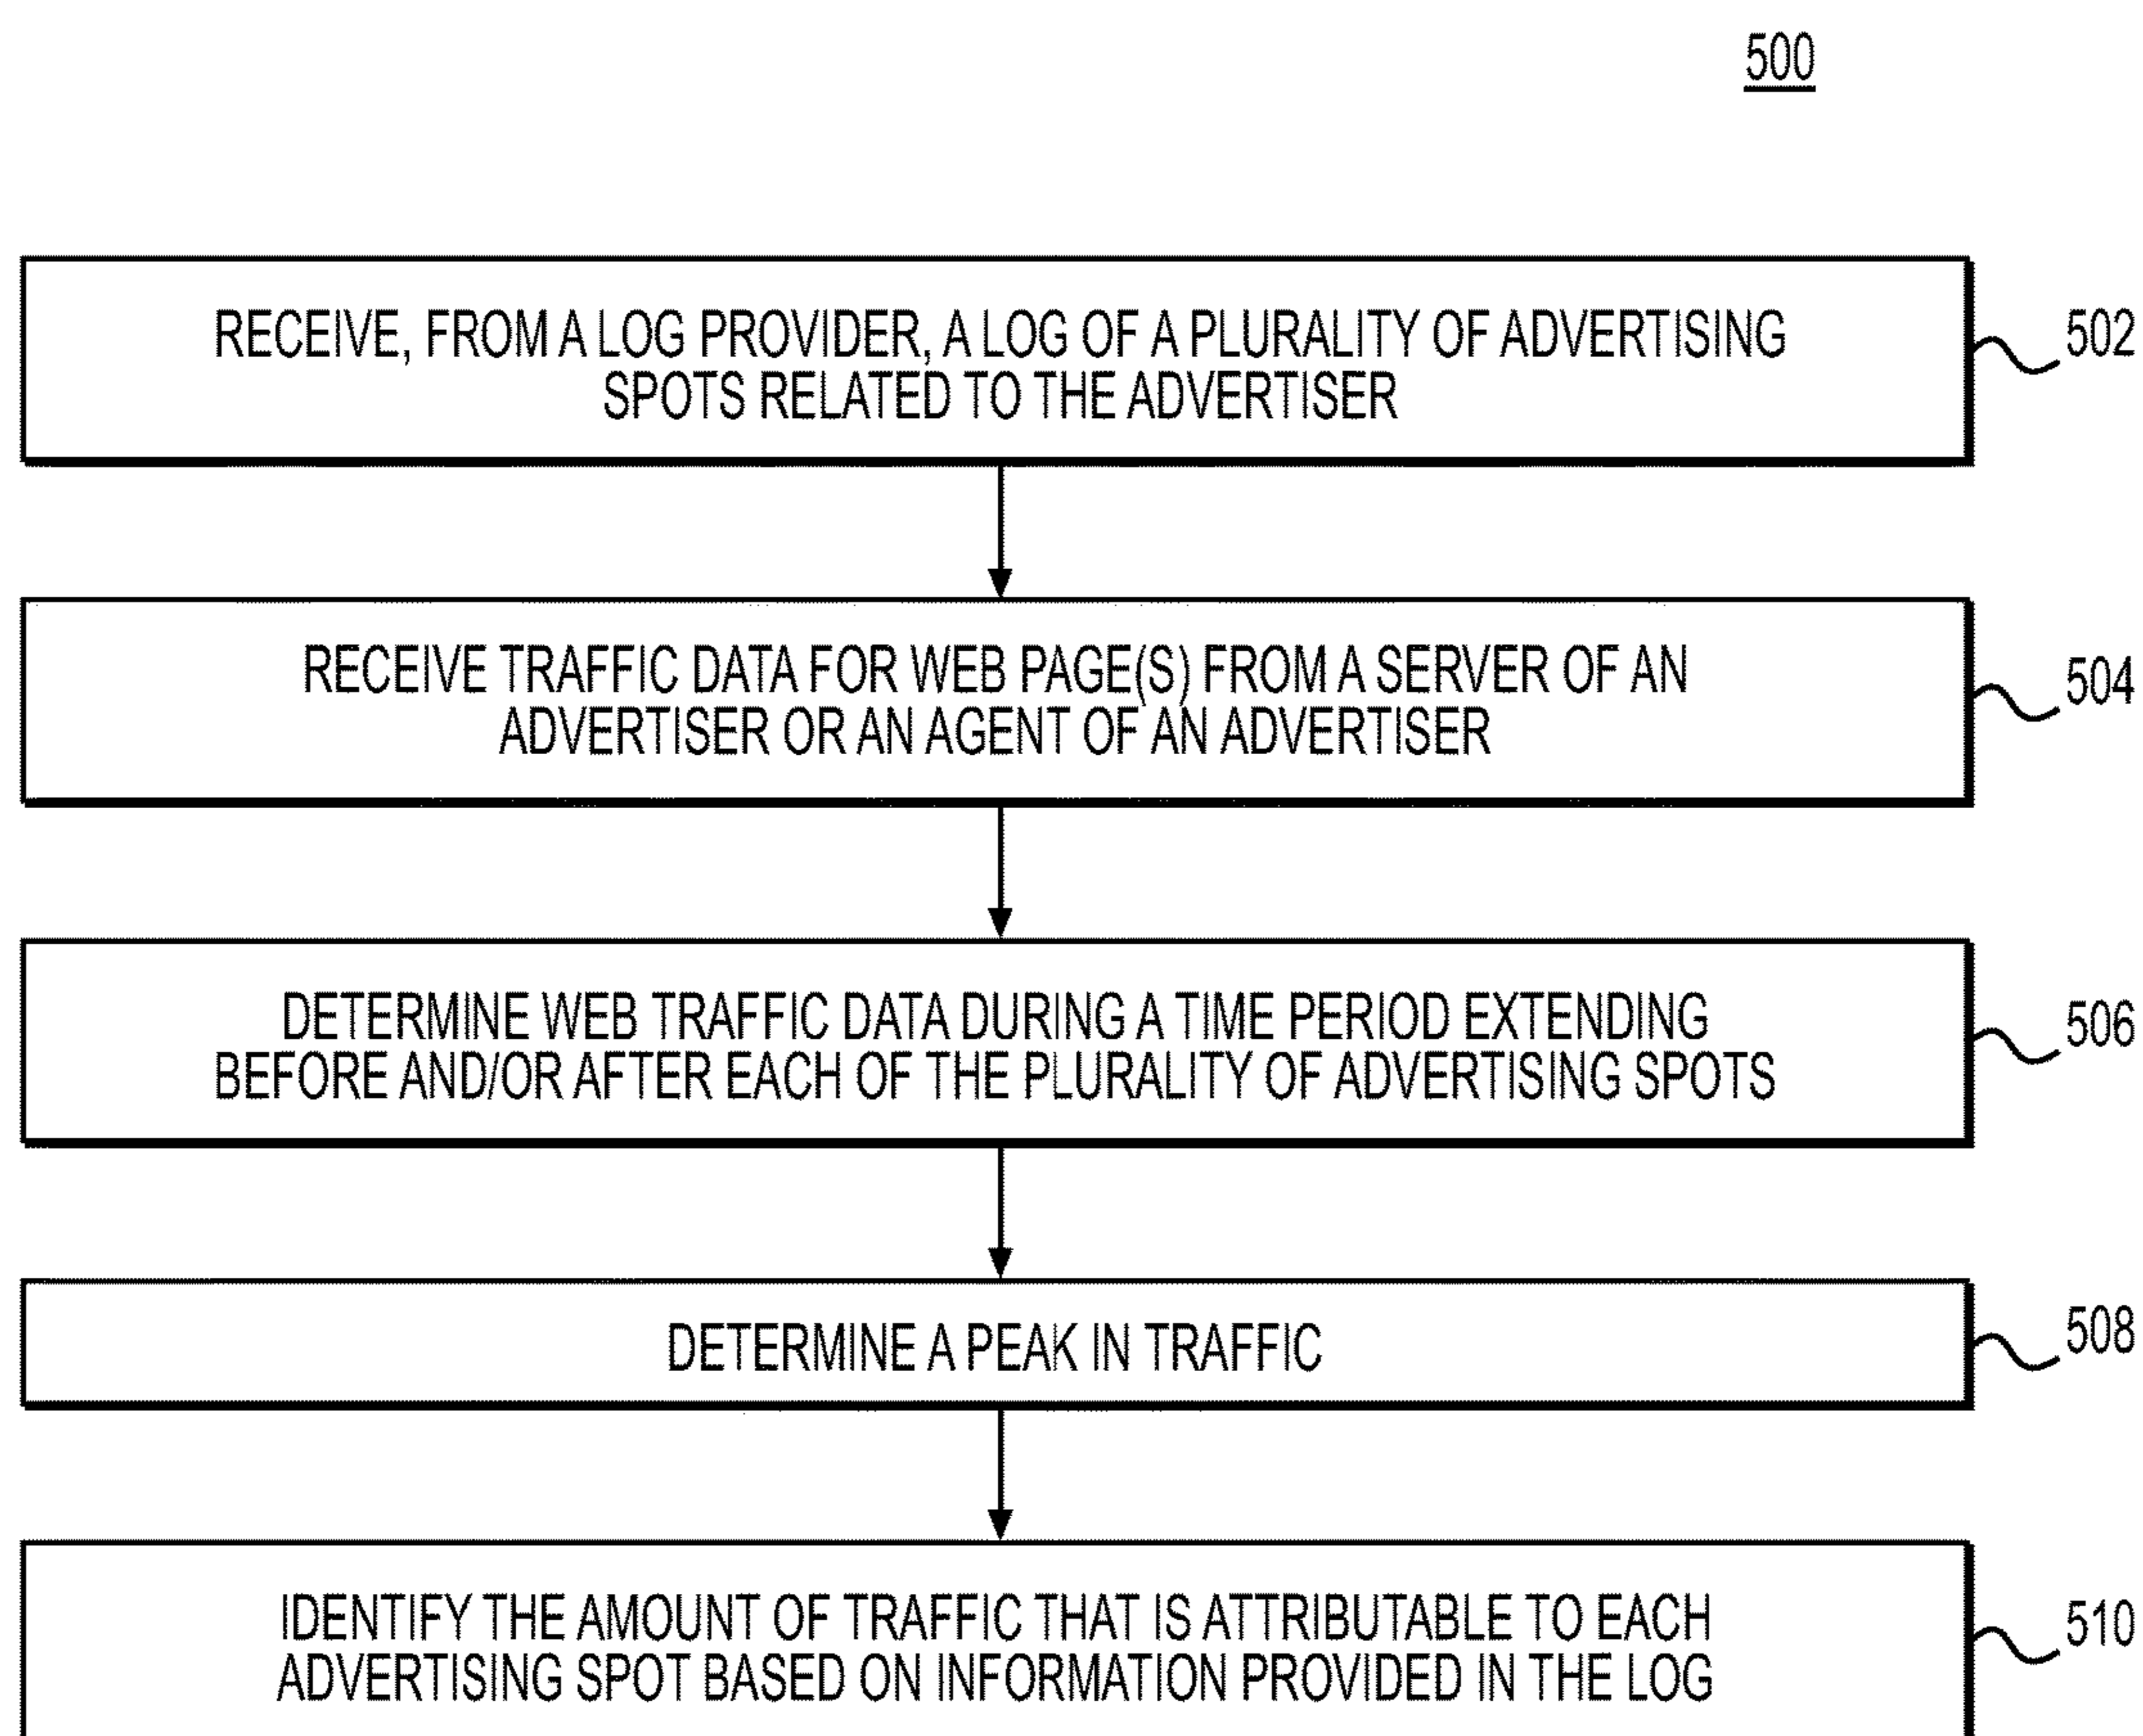 500
RECEIVE, FROM A LOG PROVIDER, A LOG OF A PLURALITY OF ADVERTISING
SPOTS RELATED TO THE ADVERTISER
502
RECEIVE TRAFFIC DATA FOR WEB PAGE(S) FROM A SERVER OF AN
ADVERTISER OR AN AGENT OF AN ADVERTISER
504
DETERMINE WEB TRAFFIC DATA DURING A TIME PERIOD EXTENDING
BEFORE AND/OR AFTER EACH OF THE PLURALITY OF ADVERTISING SPOTS
506
DETERMINE A PEAK IN TRAFFIC
508
IDENTIFY THE AMOUNT OF TRAFFIC THAT IS ATTRIBUTABLE TO EACH
ADVERTISING SPOT BASED ON INFORMATION PROVIDED IN THE LOG
510